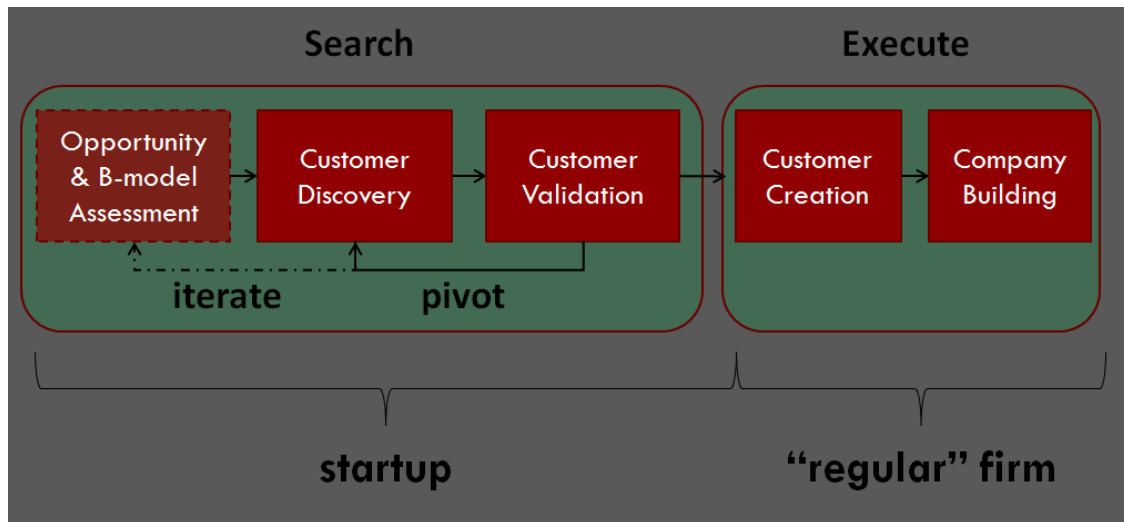 Search
Execute
Opportunity
& B-model
Assessment
Customer
Discovery
Customer
Validation
Customer
Creation
Company
Building
iterate
pivot
startup
“regular” firm